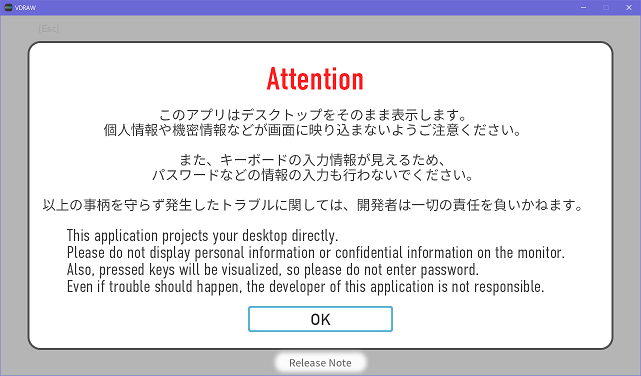 VDRAW
[Esc]
Attention
このアプリはデスクトップをそのまま表示します。
個人情報や機密情報などが画面に映り込まないようご注意ください。
また、キーボードの入力情報が見えるため、
パスワードなどの情報の入力も行わないでください。
以上の事柄を守らず発生したトラブルに関しては、開発者は一切の責任を負いかねます。
This application projects your desktop directly.
Please do not display personal information or confidential information on the monitor.
Also, pressed keys will be visualized, so please do not enter password.
Even if trouble should happen, the developer of this application is not responsible.
OK
Release Note